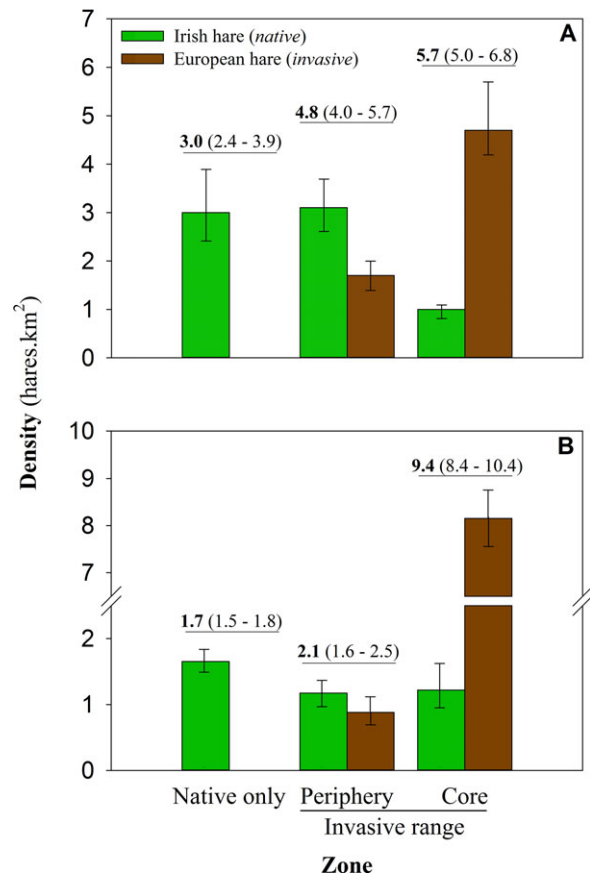 7
6
5
4
3
2
1
0
Irish hare (native)
European hare (invasive)
A
5.7 (5.0 - 6.8)
4.8 (4.0 - 5.7)
3.0 (2.4 - 3.9)
Density (hares.km²)
10
9
8
7
2
1
0
B
9.4 (8.4 - 10.4)
1.7 (1.5 - 1.8)
2.1 (1.6 - 2.5)
Native only Periphery Core
Invasive range
Zone